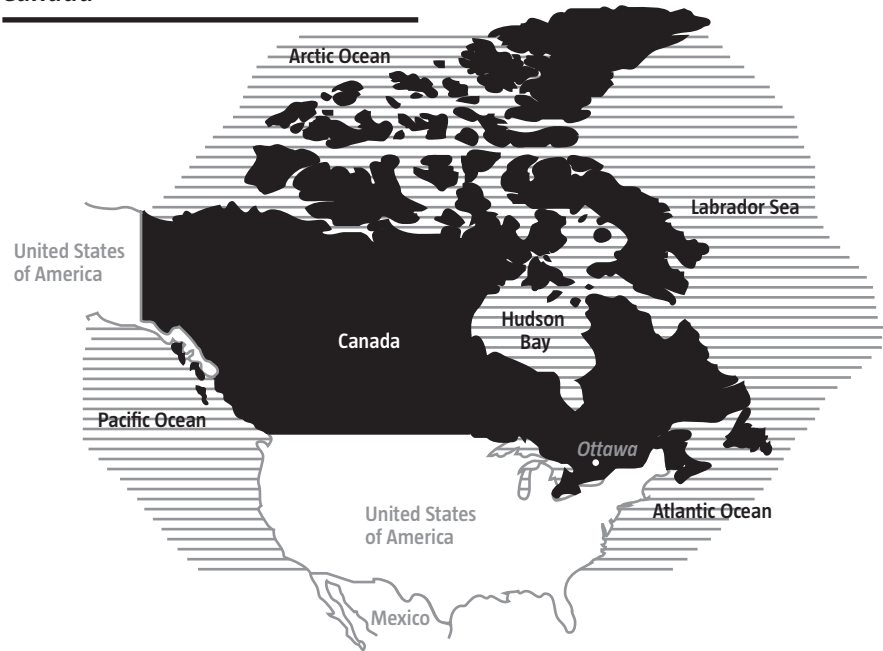 Canada
Arctic Ocean
Labrador Sea
United States
of America
Hudson
Bay
Canada
Pacific Ocean
Ottawa
United States
of America
Atlantic Ocean
Mexico